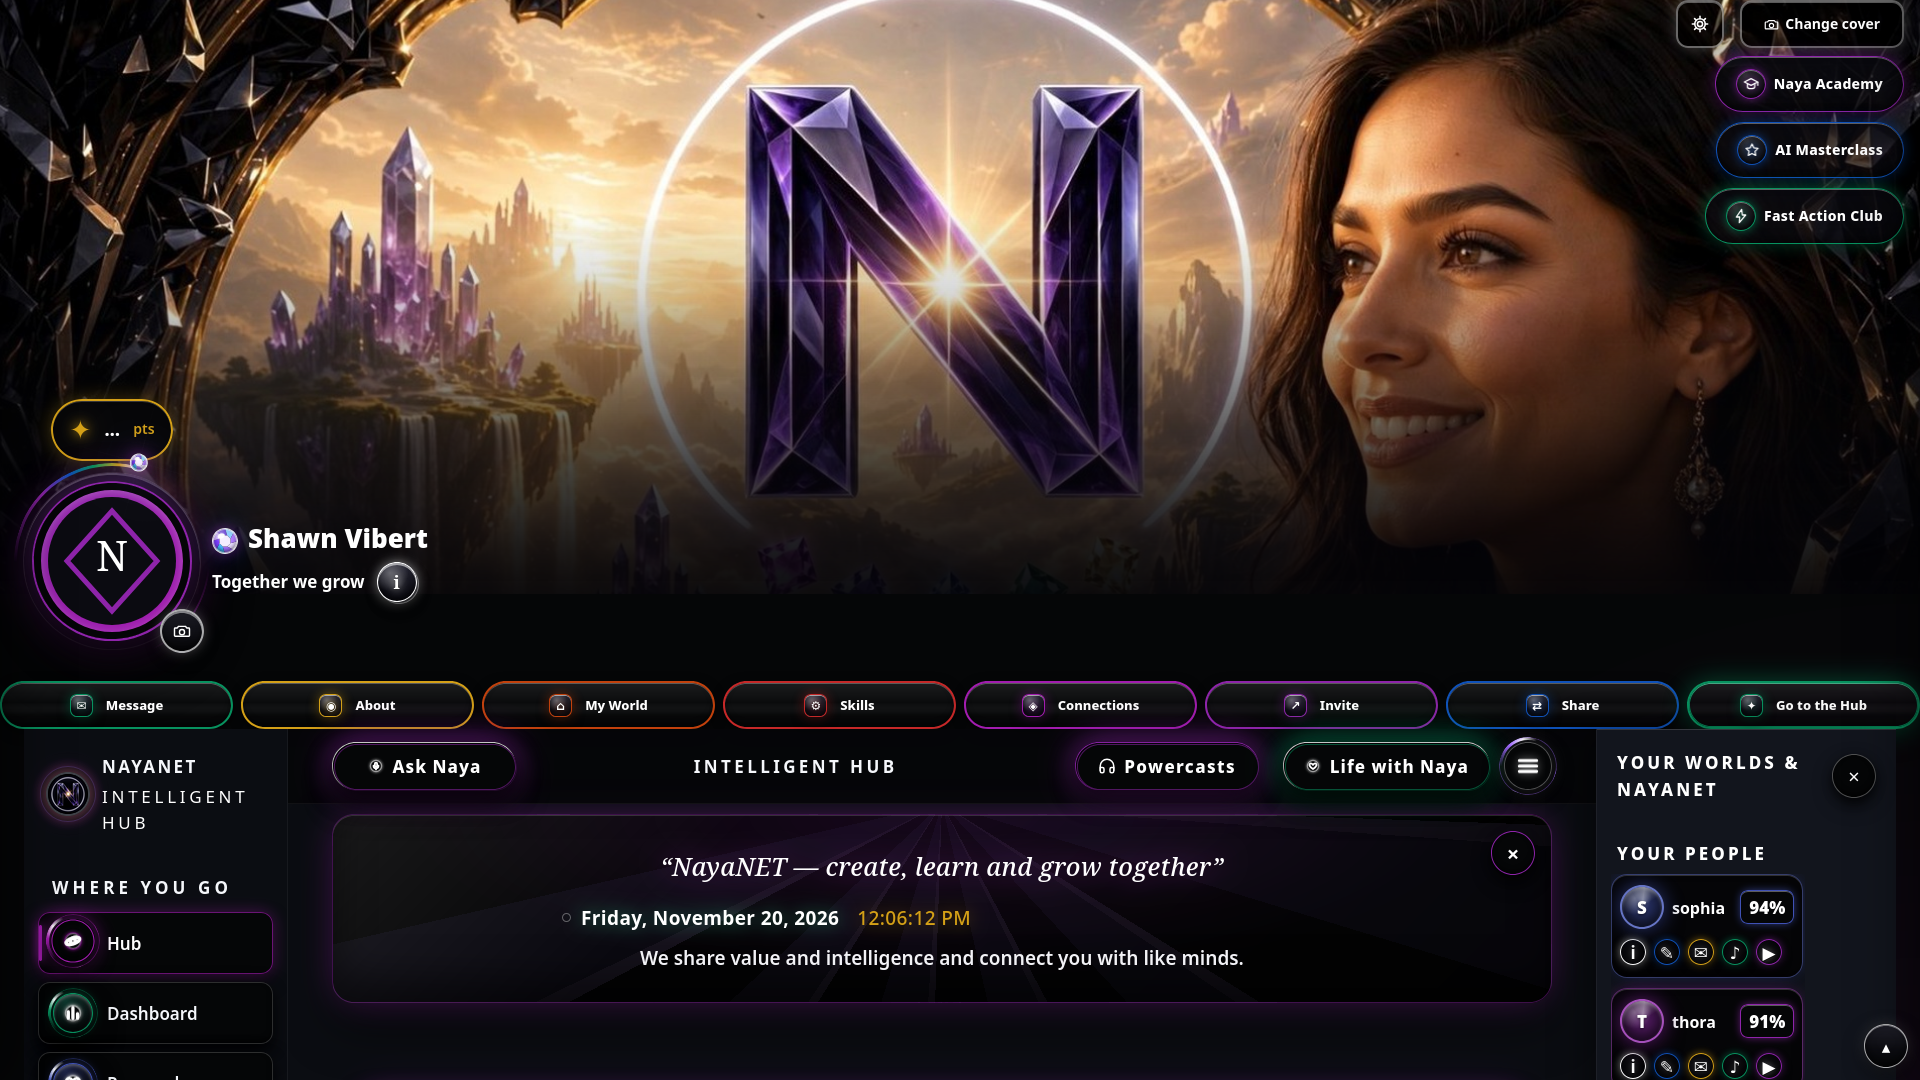 Change cover
Naya Academy
AI Masterclass
Fast Action Club
N
... pts
N
Shawn Vibert
Together we grow i
Message
About
My World
Skills
Connections
Invite
Share
Go to the Hub
NAYANET
INTELLIGENT
HUB
WHERE YOU GO
Hub
Dashboard
Ask Naya
INTELLIGENT HUB
Powercasts
Life with Naya
“NayaNET — create, learn and grow together”
Friday, November 20, 2026 12:06:12 PM
We share value and intelligence and connect you with like minds.
YOUR WORLDS &
NAYANET
YOUR PEOPLE
S sophia 94%
T thora 91%